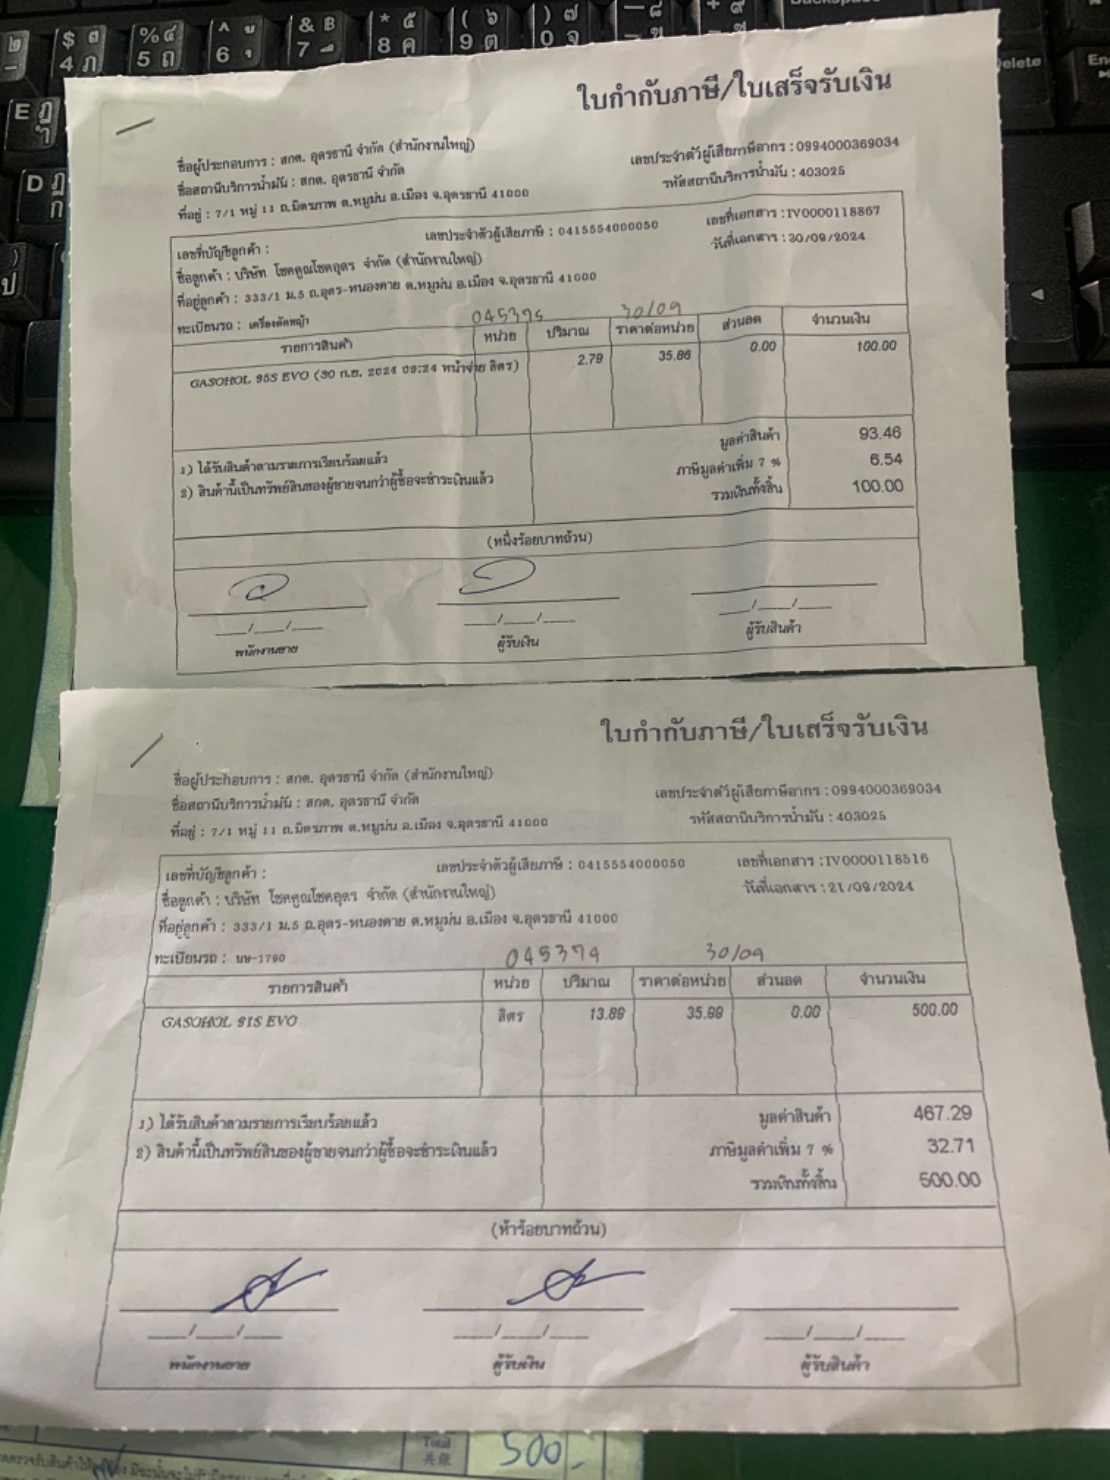 ใบกำกับภาษี/ใบเสร็จรับเงิน
ชื่อผู้ประกอบการ : สกต. อุดรธานี จำกัด (สำนักงานใหญ่)
เลขประจำตัวผู้เสียภาษีอากร : 0994000369034
ชื่อสถานีบริการน้ำมัน : สกต. อุดรธานี จำกัด
รหัสสถานีบริการน้ำมัน : 403025
ที่อยู่ : 7/1 หมู่ 11 ถ.มิตรภาพ ต.หมูม่น อ.เมือง จ.อุดรธานี 41000
เลขที่บัญชีลูกค้า :
เลขประจำตัวผู้เสียภาษี : 0415554000050
เลขที่เอกสาร : IV0000118867
ชื่อลูกค้า : บริษัท โชคคูณโชคอุดร จำกัด (สำนักงานใหญ่)
วันที่เอกสาร : 30/09/2024
ที่อยู่ลูกค้า : 333/1 ม.5 ถ.อุดร-หนองคาย ต.หมูม่น อ.เมือง จ.อุดรธานี 41000
ทะเบียนรถ : เครื่องตัดหญ้า 045375 30/09
รายการสินค้า หน่วย ปริมาณ ราคาต่อหน่วย ส่วนลด จำนวนเงิน
GASOHOL 95S EVO (30 ก.ย. 2024 09:24 หน้าจ่าย ลิตร) 2.79 35.86 0.00 100.00
1) ได้รับสินค้าตามรายการเรียบร้อยแล้ว
2) สินค้านี้เป็นทรัพย์สินของผู้ขายจนกว่าผู้ซื้อจะชำระเงินแล้ว
มูลค่าสินค้า 93.46
ภาษีมูลค่าเพิ่ม 7 % 6.54
รวมเงินทั้งสิ้น 100.00
(หนึ่งร้อยบาทถ้วน)
พนักงานขาย ผู้รับเงิน ผู้รับสินค้า
ใบกำกับภาษี/ใบเสร็จรับเงิน
ชื่อผู้ประกอบการ : สกต. อุดรธานี จำกัด (สำนักงานใหญ่)
เลขประจำตัวผู้เสียภาษีอากร : 0994000369034
ชื่อสถานีบริการน้ำมัน : สกต. อุดรธานี จำกัด
รหัสสถานีบริการน้ำมัน : 403025
ที่อยู่ : 7/1 หมู่ 11 ถ.มิตรภาพ ต.หมูม่น อ.เมือง จ.อุดรธานี 41000
เลขที่บัญชีลูกค้า :
เลขประจำตัวผู้เสียภาษี : 0415554000050
เลขที่เอกสาร : IV0000118516
ชื่อลูกค้า : บริษัท โชคคูณโชคอุดร จำกัด (สำนักงานใหญ่)
วันที่เอกสาร : 21/09/2024
ที่อยู่ลูกค้า : 333/1 ม.5 ถ.อุดร-หนองคาย ต.หมูม่น อ.เมือง จ.อุดรธานี 41000
ทะเบียนรถ : บษ-1790 045374 30/09
รายการสินค้า หน่วย ปริมาณ ราคาต่อหน่วย ส่วนลด จำนวนเงิน
GASOHOL 91S EVO ลิตร 13.89 35.99 0.00 500.00
1) ได้รับสินค้าตามรายการเรียบร้อยแล้ว
2) สินค้านี้เป็นทรัพย์สินของผู้ขายจนกว่าผู้ซื้อจะชำระเงินแล้ว
มูลค่าสินค้า 467.29
ภาษีมูลค่าเพิ่ม 7 % 32.71
รวมเงินทั้งสิ้น 500.00
(ห้าร้อยบาทถ้วน)
พนักงานขาย ผู้รับเงิน ผู้รับสินค้า
Total 500.-